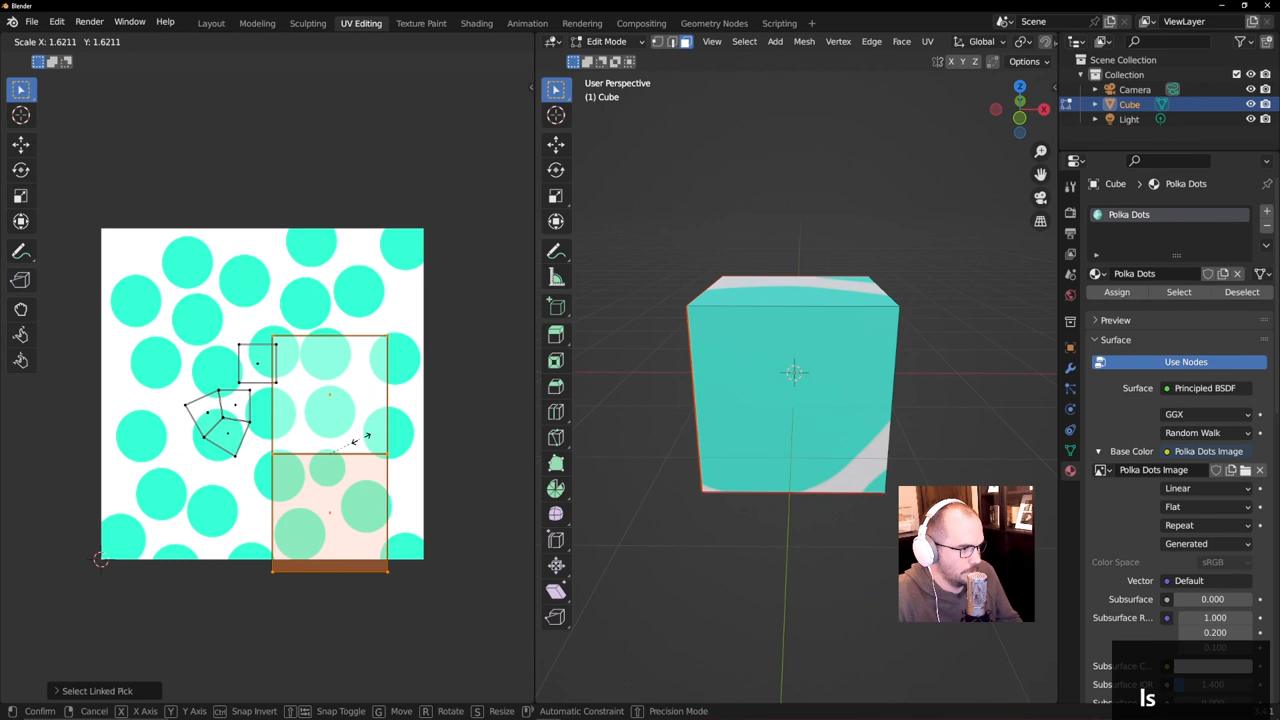 Blender
File Edit Render Window Help Layout Modeling Sculpting UV Editing Texture Paint Shading Animation Rendering Compositing Geometry Nodes Scripting + Scene ViewLayer
Scale X: 1.6211 Y: 1.6211
Edit Mode View Select Add Mesh Vertex Edge Face UV Global
X Y Z Options
User Perspective
(1) Cube
Z
Y
X
Scene Collection
Collection
Camera
Cube
Light
Cube > Polka Dots
Polka Dots
Polka Dots
Assign Select Deselect
Preview
Surface
Use Nodes
Surface Principled BSDF
GGX
Random Walk
Base Color Polka Dots Image
Polka Dots Image
Linear
Flat
Repeat
Generated
Color Space sRGB
Vector Default
Subsurface 0.000
Subsurface R... 1.000
0.200
0.100
Subsurf
Subsurf
Select Linked Pick
ls
Confirm Cancel X X Axis Y Y Axis Ctrl Snap Invert Snap Toggle G Move R Rotate S Resize Automatic Constraint Precision Mode